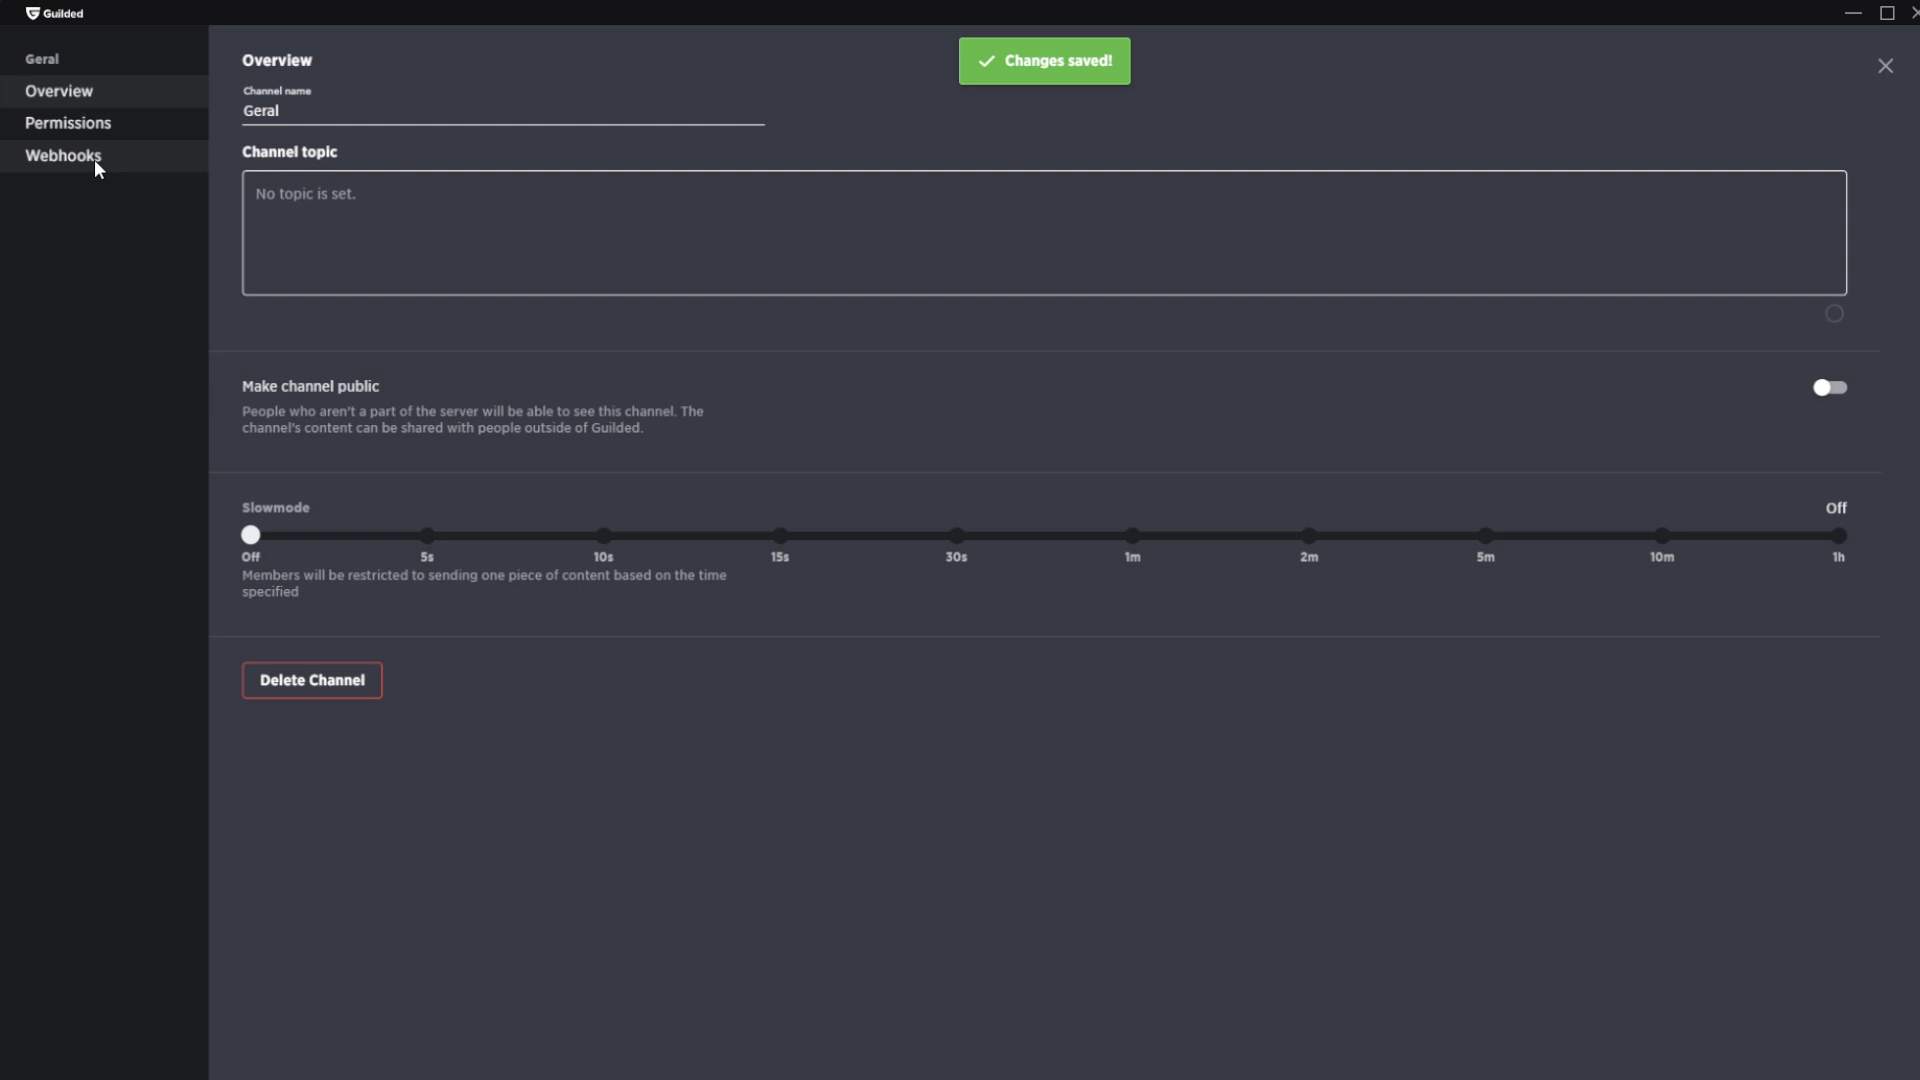 Guilded
Geral
Overview
Permissions
Webhooks
Overview
Changes saved!
Channel name
Geral
Channel topic
No topic is set.
Make channel public
People who aren't a part of the server will be able to see this channel. The
channel's content can be shared with people outside of Guilded.
Slowmode
Off
Off 5s 10s 15s 30s 1m 2m 5m 10m 1h
Members will be restricted to sending one piece of content based on the time
specified
Delete Channel